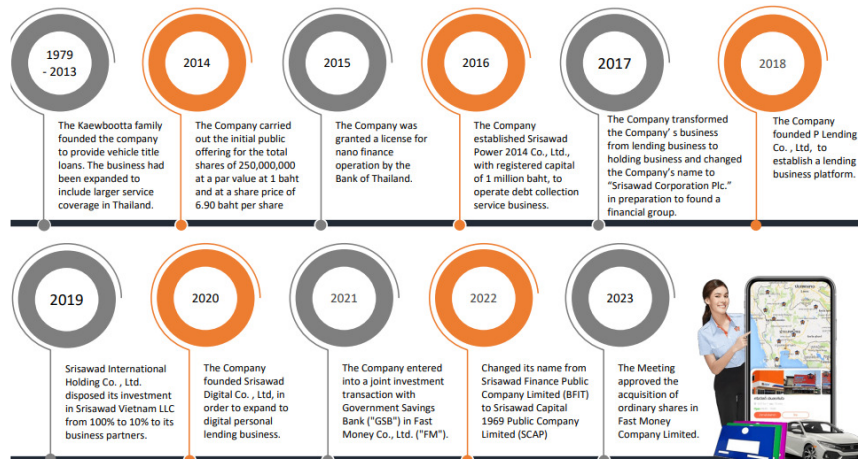 1979
- 2013
2014
2015
2016
2017
2018
The Kaewbootta family
founded the company
to provide vehicle title
loans. The business had
been expanded to
include larger service
coverage in Thailand.
The Company carried
out the initial public
offering for the total
shares of 250,000,000
at a par value at 1 baht
and at a share price of
6.90 baht per share
The Company was
granted a license for
nano finance
operation by the
Bank of Thailand.
The Company
established Srisawad
Power 2014 Co., Ltd.,
with registered capital
of 1 million baht, to
operate debt collection
service business.
The Company transformed
the Company' s business
from lending business to
holding business and changed
the Company's name to
"Srisawad Corporation Plc."
in preparation to found a
financial group.
The Company
founded P Lending
Co. , Ltd, to
establish a lending
business platform.
2019
2020
2021
2022
2023
Srisawad International
Holding Co. , Ltd.
disposed its investment
in Srisawad Vietnam LLC
from 100% to 10% to its
business partners.
The Company
founded Srisawad
Digital Co., Ltd, in
order to expand to
digital personal
lending business.
The Company entered
into a joint investment
transaction with
Government Savings
Bank ("GSB") in Fast
Money Co., Ltd. ("FM").
Changed its name from
Srisawad Finance Public
Company Limited (BFIT)
to Srisawad Capital
1969 Public Company
Limited (SCAP)
The Meeting
approved the
acquisition of
ordinary shares in
Fast Money
Company Limited.